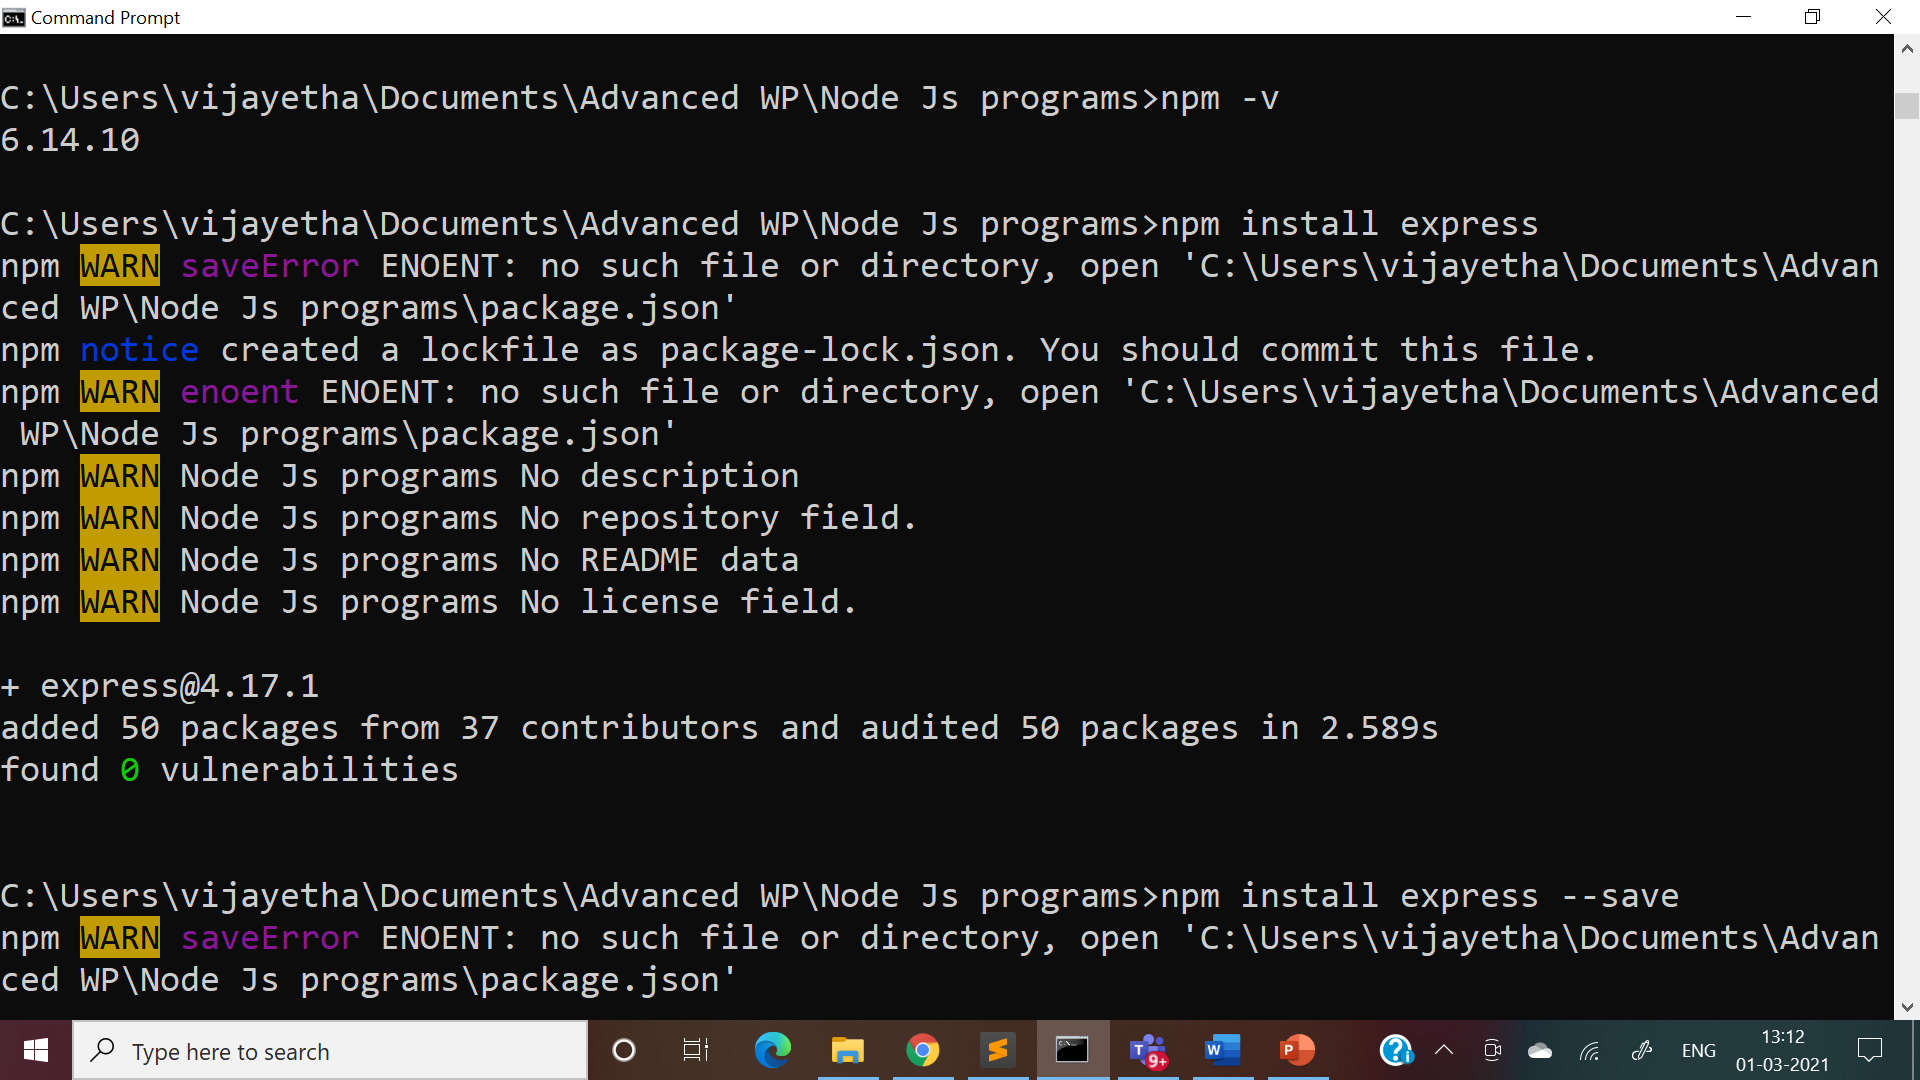 Command Prompt
C:\Users\vijayetha\Documents\Advanced WP\Node Js programs>npm -v
6.14.10
C:\Users\vijayetha\Documents\Advanced WP\Node Js programs>npm install express
npm WARN saveError ENOENT: no such file or directory, open 'C:\Users\vijayetha\Documents\Advan
ced WP\Node Js programs\package.json'
npm notice created a lockfile as package-lock.json. You should commit this file.
npm WARN enoent ENOENT: no such file or directory, open 'C:\Users\vijayetha\Documents\Advanced
 WP\Node Js programs\package.json'
npm WARN Node Js programs No description
npm WARN Node Js programs No repository field.
npm WARN Node Js programs No README data
npm WARN Node Js programs No license field.
+ express@4.17.1
added 50 packages from 37 contributors and audited 50 packages in 2.589s
found 0 vulnerabilities
C:\Users\vijayetha\Documents\Advanced WP\Node Js programs>npm install express --save
npm WARN saveError ENOENT: no such file or directory, open 'C:\Users\vijayetha\Documents\Advan
ced WP\Node Js programs\package.json'
Type here to search
T
9+
W
P
ENG
13:12
01-03-2021